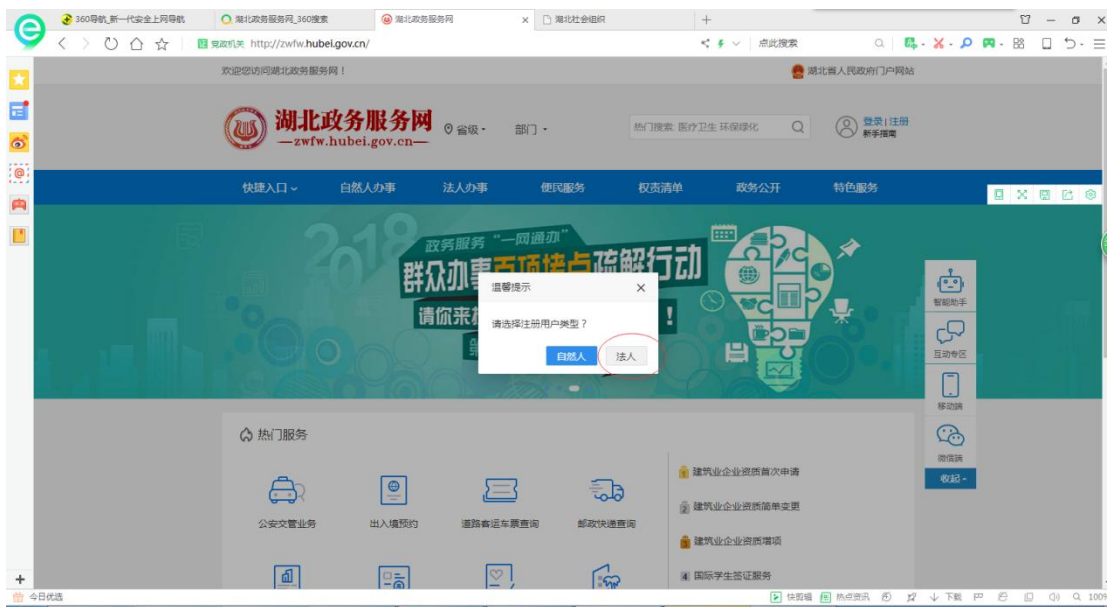 360导航_新一代安全上网导航
湖北政务服务网_360搜索
湖北政务服务网
湖北社会组织
党政机关 http://zwfw.hubei.gov.cn/
点此搜索
欢迎您访问湖北政务服务网！
湖北省人民政府门户网站
湖北政务服务网
zwfw.hubei.gov.cn
省级
部门
热门搜索: 医疗卫生 环保绿化
登录 | 注册
新手指南
快捷入口
自然人办事
法人办事
便民服务
权责清单
政务公开
特色服务
2018
政务服务“一网通办”
群众办事百项堵点疏解行动
请你来
！
温馨提示
请选择注册用户类型？
自然人
法人
智能助手
互动专区
移动端
微信端
收起
热门服务
公安交管业务
出入境预约
道路客运车票查询
邮政快递查询
1 建筑业企业资质首次申请
2 建筑业企业资质简单变更
3 建筑业企业资质增项
4 国际学生签证服务
今日优选
快剪辑
热点资讯
下载
100%